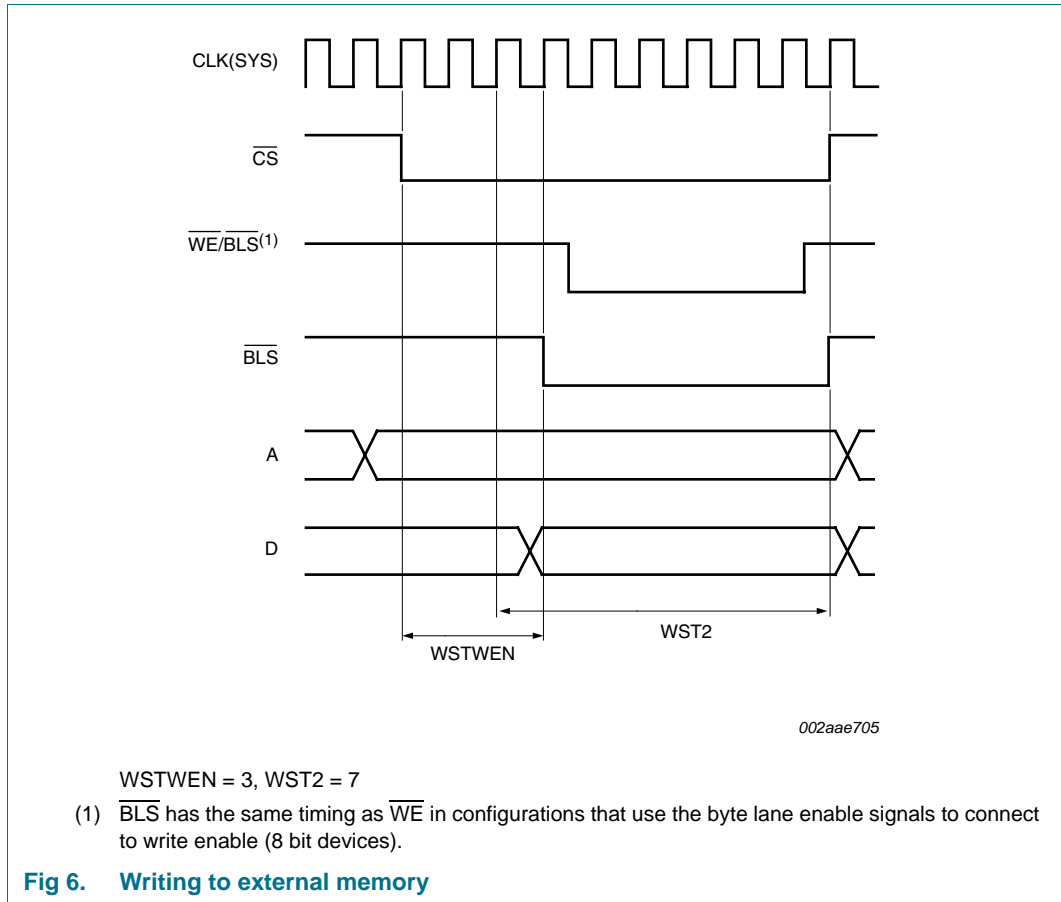 CLK(SYS)
CS
WE/BLS(1)
BLS
A
D
WST2
WSTWEN
002aae705
WSTWEN = 3, WST2 = 7
(1) BLS has the same timing as WE in configurations that use the byte lane enable signals to connect
to write enable (8 bit devices).
Fig 6. Writing to external memory